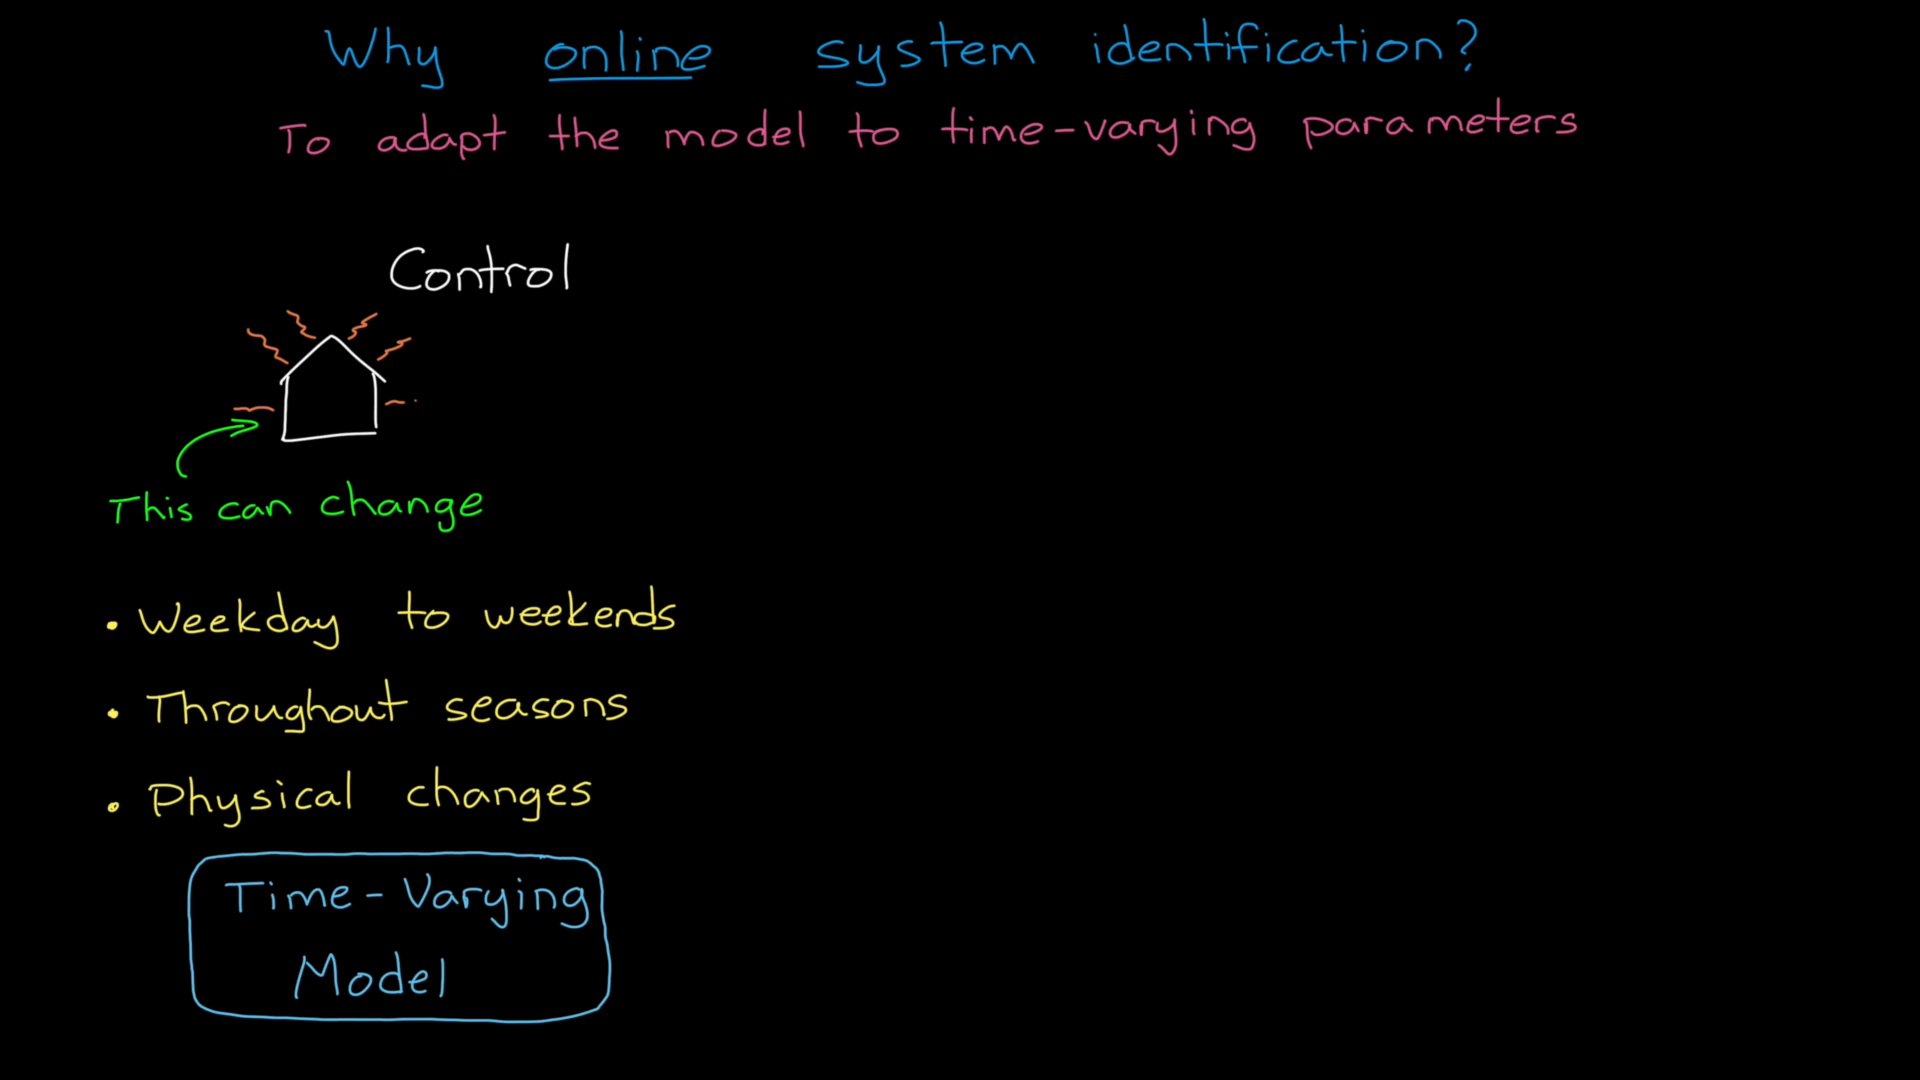 Why online system identification?
To adapt the model to time-varying parameters
Control
This can change
• Weekday to weekends
• Throughout seasons
• Physical changes
Time-Varying
Model